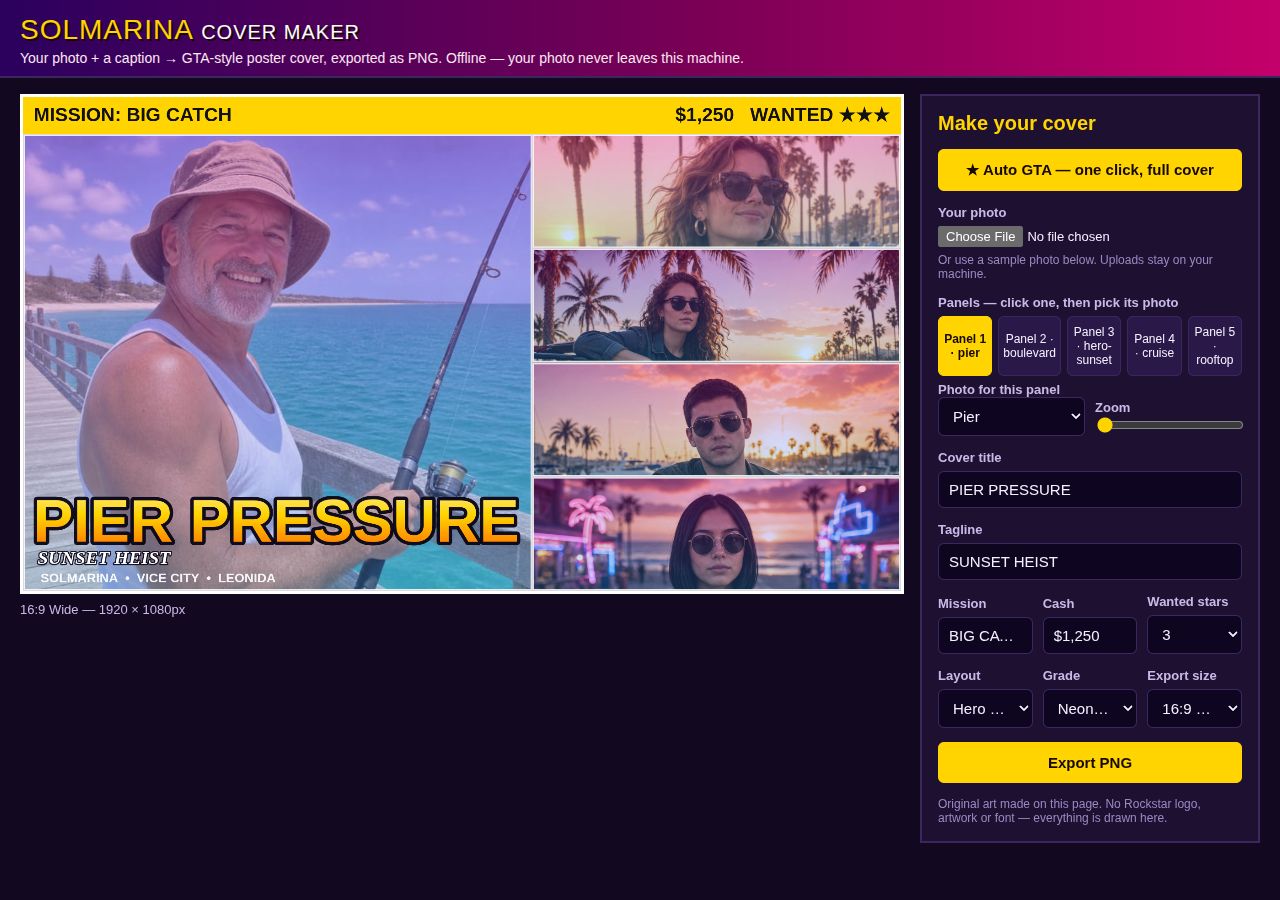 SOLMARINA COVER MAKER
Your photo + a caption → GTA-style poster cover, exported as PNG. Offline — your photo never leaves this machine.
MISSION: BIG CATCH
$1,250 WANTED ★★★
PIER PRESSURE
SUNSET HEIST
SOLMARINA • VICE CITY • LEONIDA
16:9 Wide — 1920 × 1080px
Make your cover
★ Auto GTA — one click, full cover
Your photo
Choose File No file chosen
Or use a sample photo below. Uploads stay on your
machine.
Panels — click one, then pick its photo
Panel 1
· pier
Panel 2 ·
boulevard
Panel 3
· hero-
sunset
Panel 4
· cruise
Panel 5
·
rooftop
Photo for this panel
Pier
Zoom
Cover title
PIER PRESSURE
Tagline
SUNSET HEIST
Mission Cash Wanted stars
BIG CA… $1,250 3
Layout Grade Export size
Hero … Neon… 16:9 …
Export PNG
Original art made on this page. No Rockstar logo,
artwork or font — everything is drawn here.